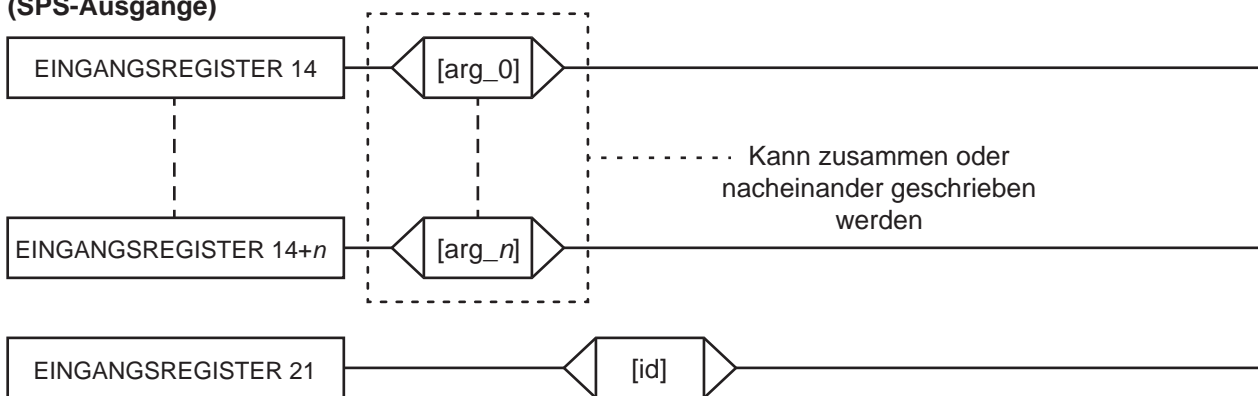 (SPS-Ausgänge)
EINGANGSREGISTER 14
[arg_0]
Kann zusammen oder
nacheinander geschrieben
werden
EINGANGSREGISTER 14+n
[arg_n]
EINGANGSREGISTER 21
[id]